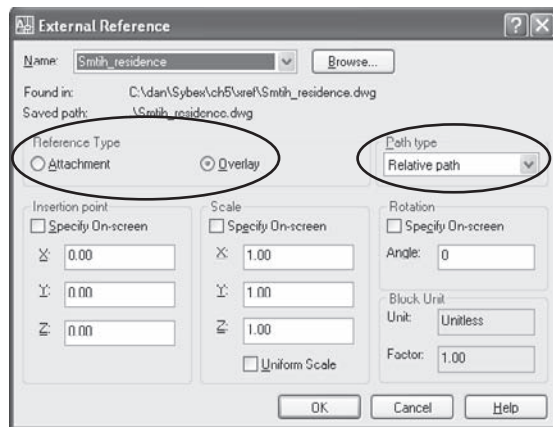 External Reference
Name: Smtih_residence Browse...
Found in: C:\dan\Sybex\ch5\xref\Smtih_residence.dwg
Saved path: .\Smtih_residence.dwg
Reference Type
Attachment Overlay
Path type
Relative path
Insertion point
Specify On-screen
X: 0.00
Y: 0.00
Z: 0.00
Scale
Specify On-screen
X: 1.00
Y: 1.00
Z: 1.00
Uniform Scale
Rotation
Specify On-screen
Angle: 0
Block Unit
Unit: Unitless
Factor: 1.00
OK Cancel Help